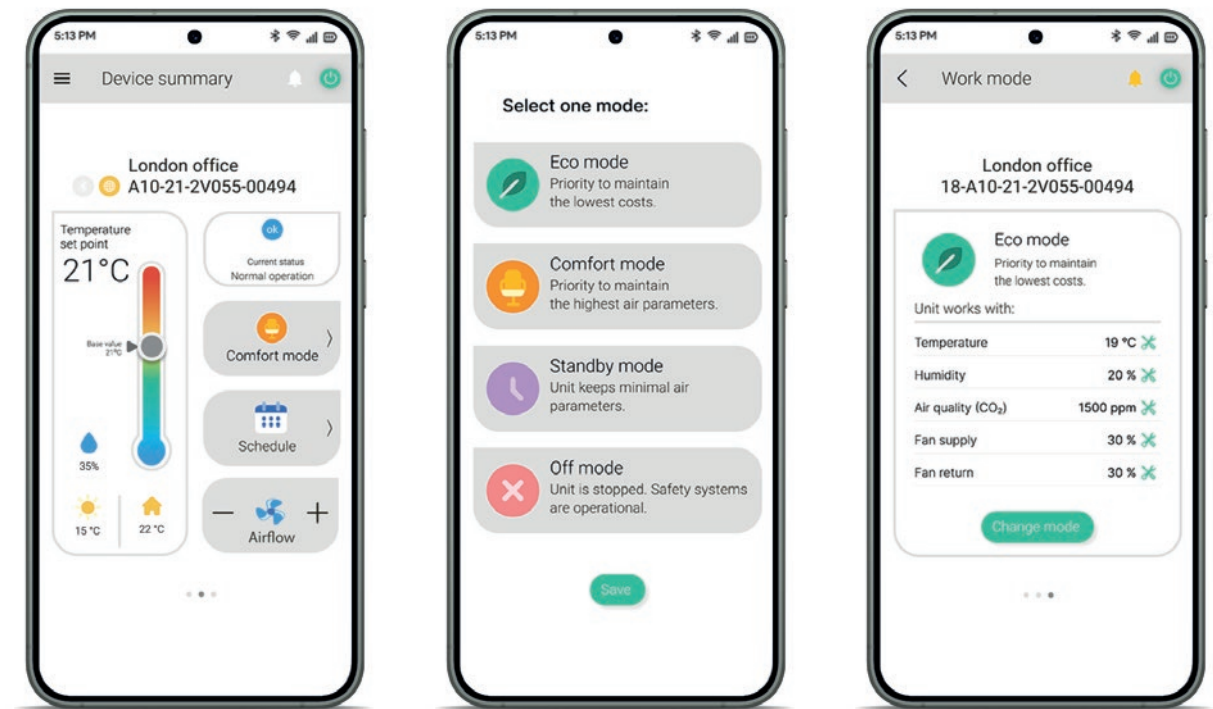 5:13 PM
Device summary
London office
A10-21-2V055-00494
Temperature
set point
21°C
Base value
21°C
35%
15 °C
22 °C
ok
Current status
Normal operation
Comfort mode
Schedule
Airflow
5:13 PM
Select one mode:
Eco mode
Priority to maintain
the lowest costs.
Comfort mode
Priority to maintain
the highest air parameters.
Standby mode
Unit keeps minimal air
parameters.
Off mode
Unit is stopped. Safety systems
are operational.
Save
5:13 PM
Work mode
London office
18-A10-21-2V055-00494
Eco mode
Priority to maintain
the lowest costs.
Unit works with:
Temperature 19 °C
Humidity 20 %
Air quality (CO₂) 1500 ppm
Fan supply 30 %
Fan return 30 %
Change mode